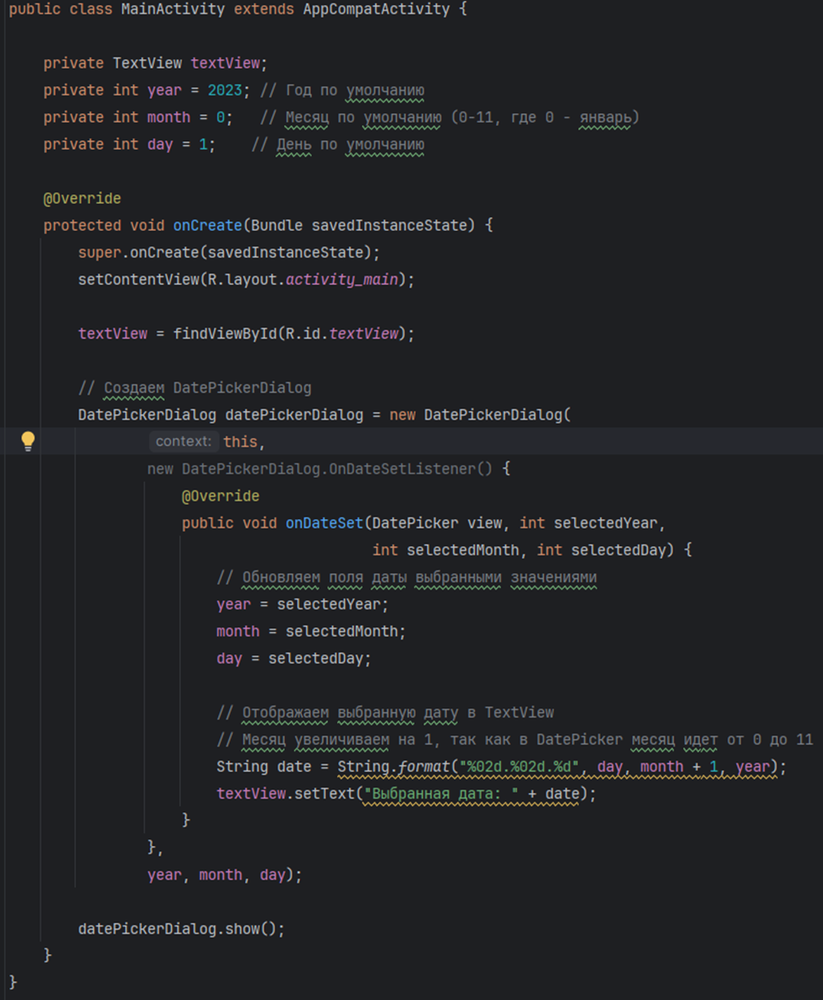 public class MainActivity extends AppCompatActivity {
private TextView textView;
private int year = 2023; // Год по умолчанию
private int month = 0; // Месяц по умолчанию (0-11, где 0 - январь)
private int day = 1; // День по умолчанию
@Override
protected void onCreate(Bundle savedInstanceState) {
super.onCreate(savedInstanceState);
setContentView(R.layout.activity_main);
textView = findViewById(R.id.textView);
// Создаем DatePickerDialog
DatePickerDialog datePickerDialog = new DatePickerDialog(
context: this,
new DatePickerDialog.OnDateSetListener() {
@Override
public void onDateSet(DatePicker view, int selectedYear,
int selectedMonth, int selectedDay) {
// Обновляем поля даты выбранными значениями
year = selectedYear;
month = selectedMonth;
day = selectedDay;
// Отображаем выбранную дату в TextView
// Месяц увеличиваем на 1, так как в DatePicker месяц идет от 0 до 11
String date = String.format("%02d.%02d.%d", day, month + 1, year);
textView.setText("Выбранная дата: " + date);
}
},
year, month, day);
datePickerDialog.show();
}
}